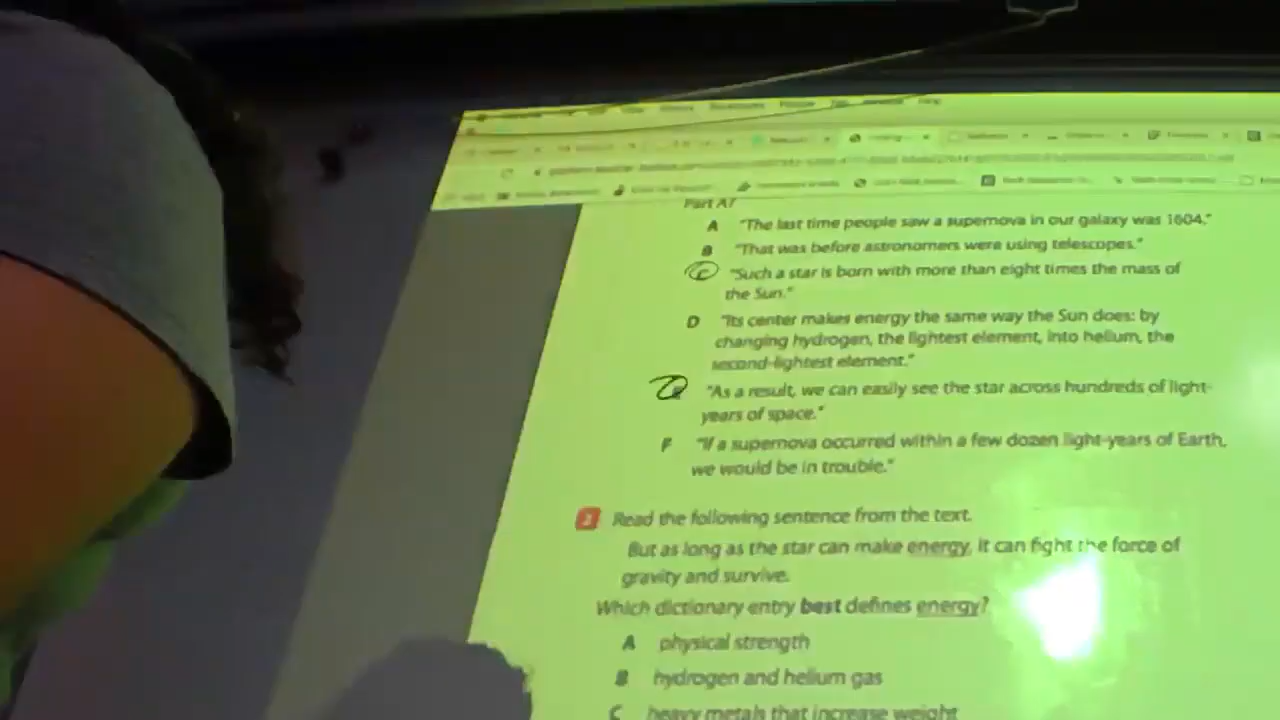 Part A?
A "The last time people saw a supernova in our galaxy was 1604."
B "That was before astronomers were using telescopes."
C "Such a star is born with more than eight times the mass of
the Sun."
D "Its center makes energy the same way the Sun does: by
changing hydrogen, the lightest element, into helium, the
second-lightest element."
"As a result, we can easily see the star across hundreds of light-
years of space."
F "If a supernova occurred within a few dozen light-years of Earth,
we would be in trouble."
Read the following sentence from the text.
But as long as the star can make energy, it can fight the force of
gravity and survive.
Which dictionary entry best defines energy?
A physical strength
B hydrogen and helium gas
C heavy metals that increase weight